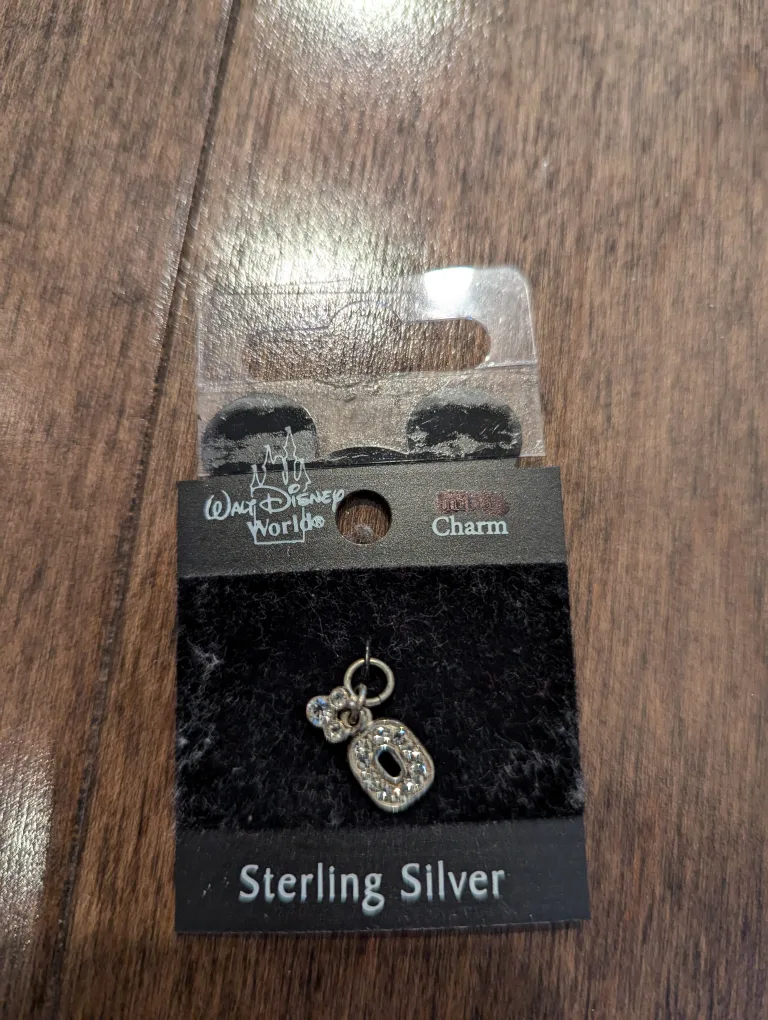 Walt Disney
World®
Charm
O
Sterling Silver